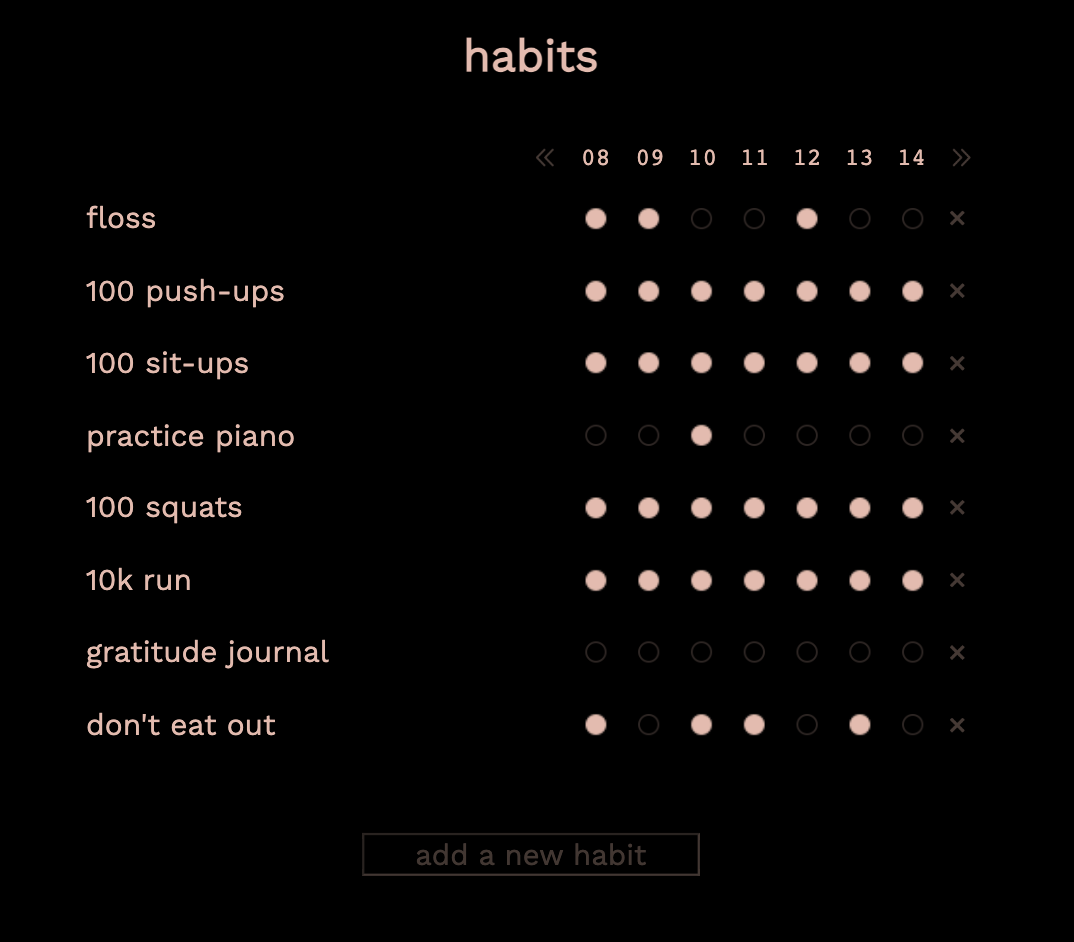 habits
« 08 09 10 11 12 13 14 »
floss ×
100 push-ups ×
100 sit-ups ×
practice piano ×
100 squats ×
10k run ×
gratitude journal ×
don't eat out ×
add a new habit